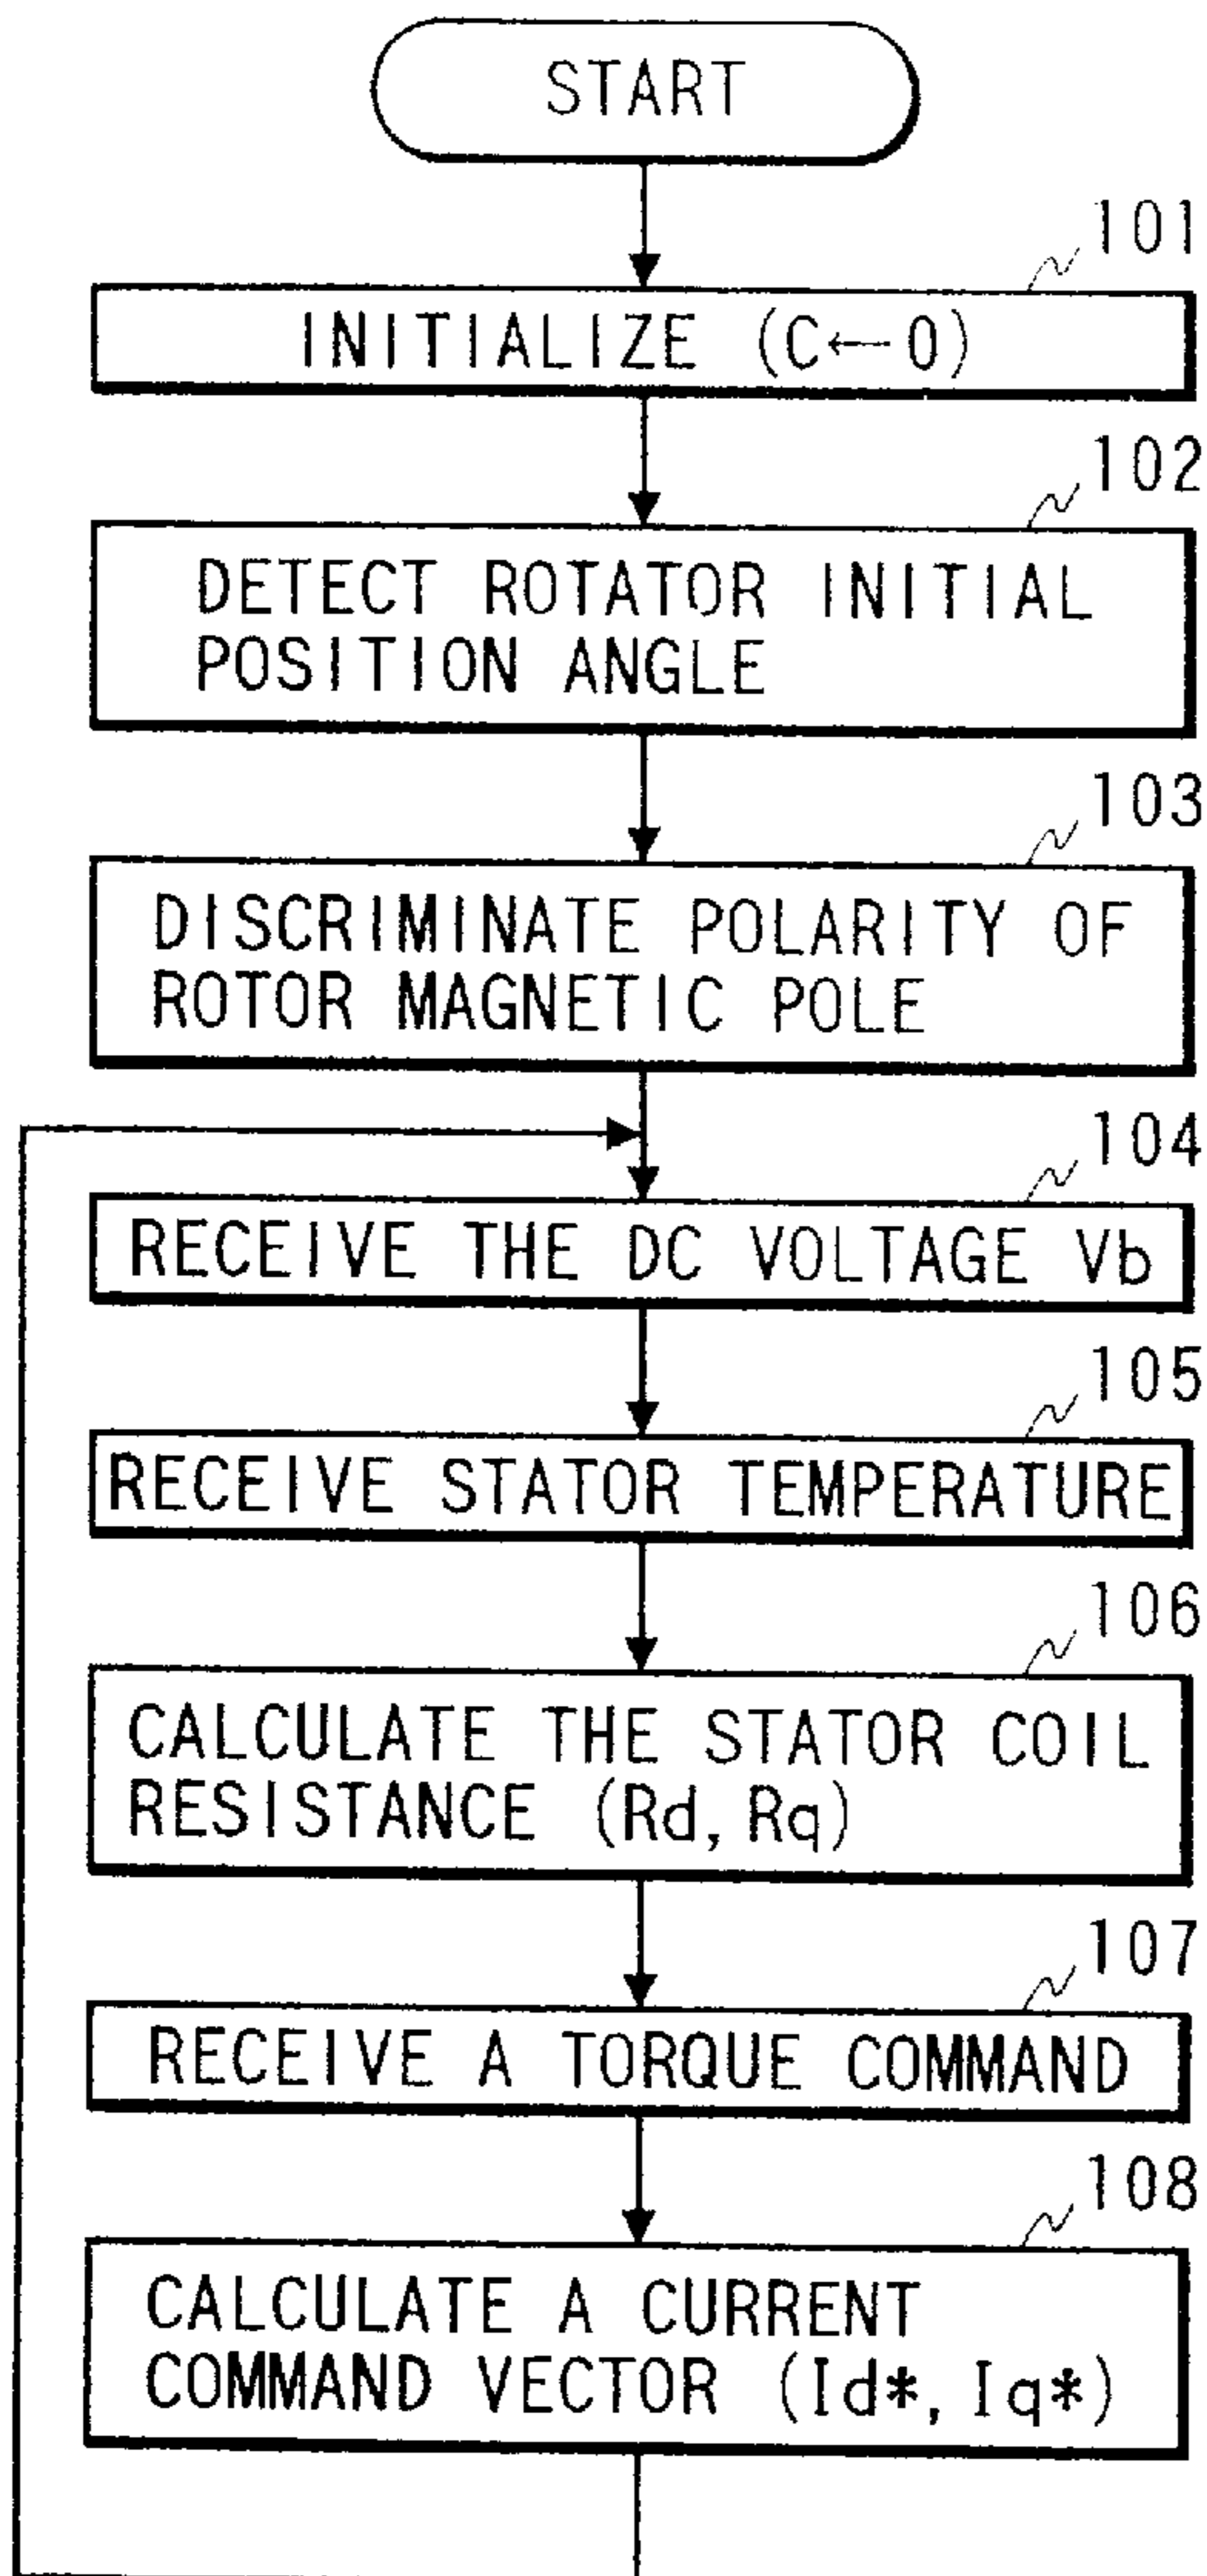 START
101
INITIALIZE (C←0)
102
DETECT ROTATOR INITIAL
POSITION ANGLE
103
DISCRIMINATE POLARITY OF
ROTOR MAGNETIC POLE
104
RECEIVE THE DC VOLTAGE Vb
105
RECEIVE STATOR TEMPERATURE
106
CALCULATE THE STATOR COIL
RESISTANCE (Rd, Rq)
107
RECEIVE A TORQUE COMMAND
108
CALCULATE A CURRENT
COMMAND VECTOR (Id*, Iq*)